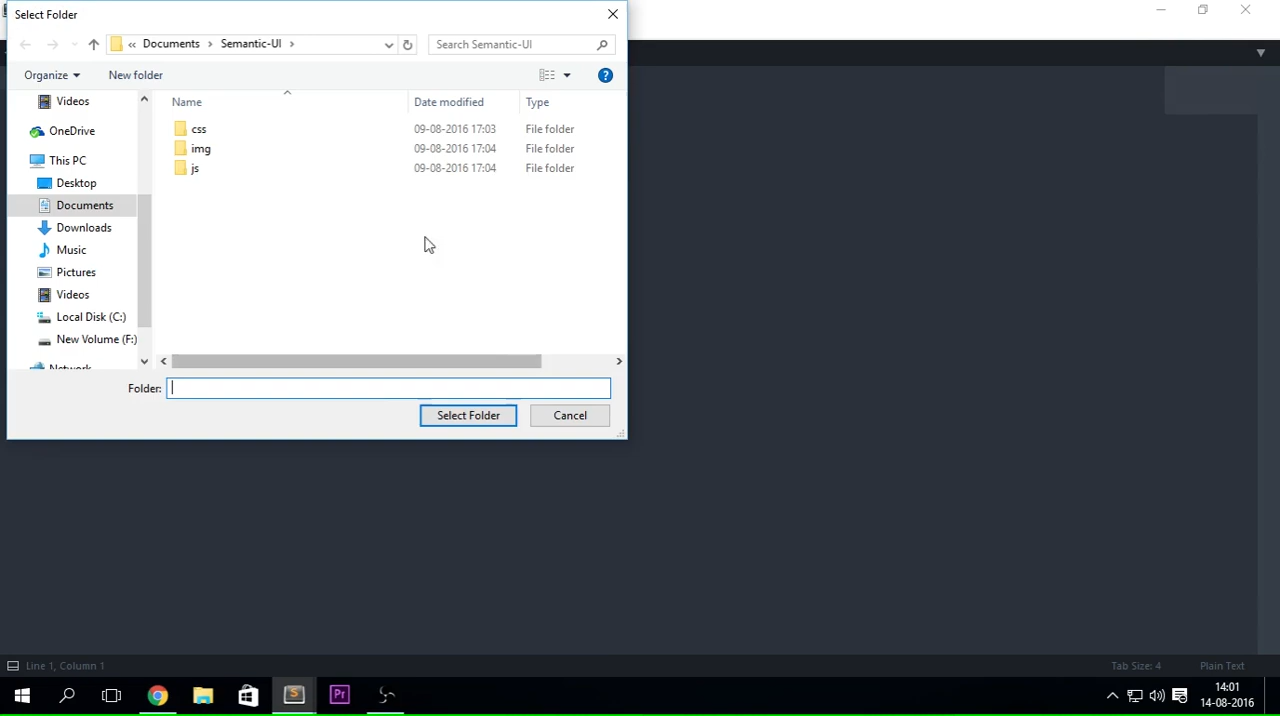 Select Folder
« Documents > Semantic-UI >
Search Semantic-UI
Organize
New folder
?
Name
Date modified
Type
Videos
OneDrive
This PC
Desktop
Documents
Downloads
Music
Pictures
Videos
Local Disk (C:)
New Volume (F:)
Network
css 09-08-2016 17:03 File folder
img 09-08-2016 17:04 File folder
js 09-08-2016 17:04 File folder
Folder:
Select Folder
Cancel
Line 1, Column 1
Tab Size: 4
Plain Text
S
Pr
14:01
14-08-2016